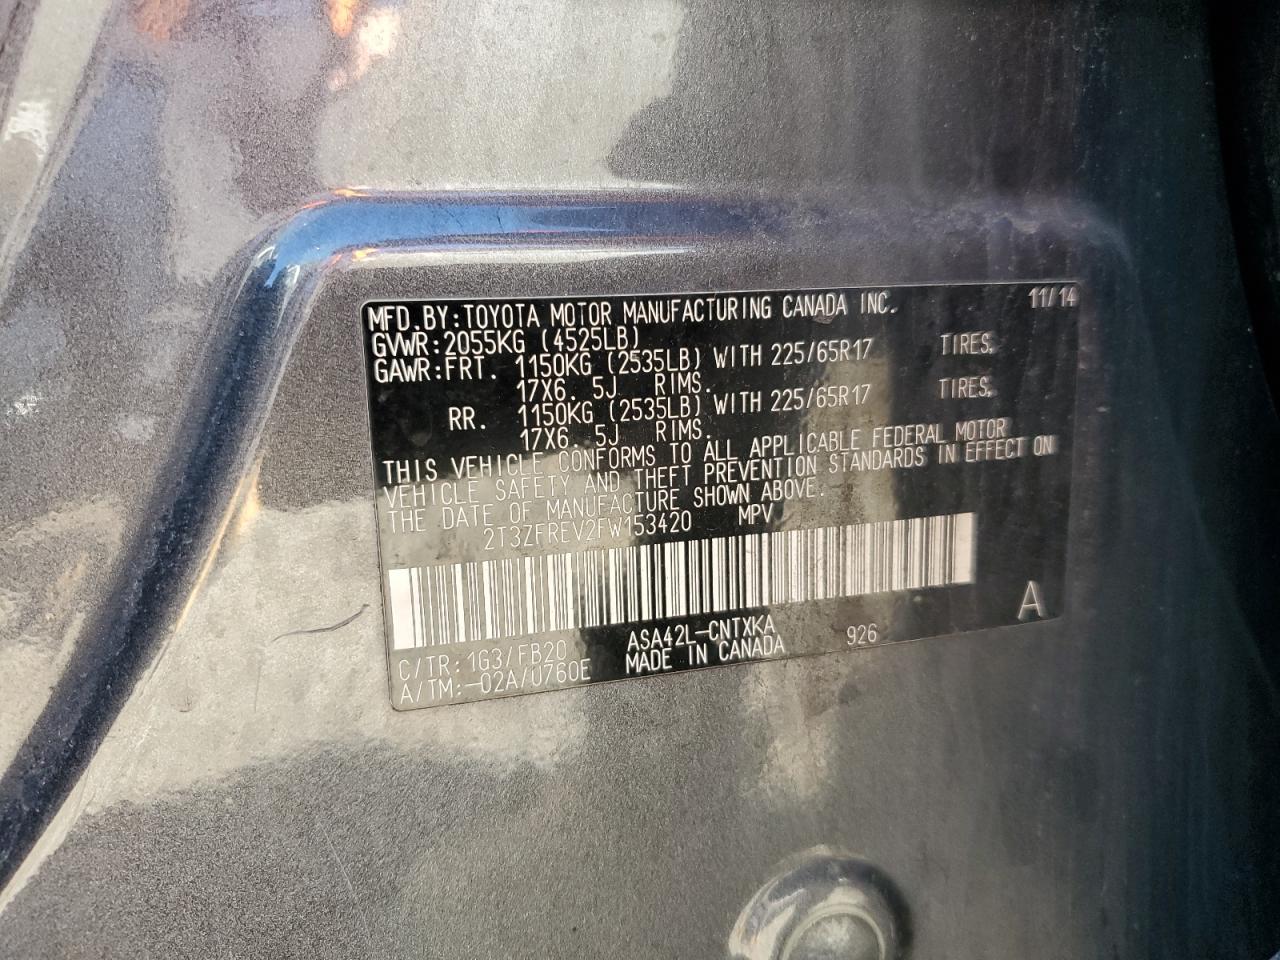 MFD.BY:TOYOTA MOTOR MANUFACTURING CANADA INC. 11/14
GVWR:2055KG (4525LB)
GAWR:FRT. 1150KG (2535LB) WITH 225/65R17 TIRES,
17X6. 5J RIMS.
RR. 1150KG (2535LB) WITH 225/65R17 TIRES,
17X6. 5J RIMS.
THIS VEHICLE CONFORMS TO ALL APPLICABLE FEDERAL MOTOR
VEHICLE SAFETY AND THEFT PREVENTION STANDARDS IN EFFECT ON
THE DATE OF MANUFACTURE SHOWN ABOVE.
2T3ZFREV2FW153420 MPV
A
C/TR:1G3/FB20 ASA42L-CNTXKA 926
A/TM:-02A/0760E MADE IN CANADA